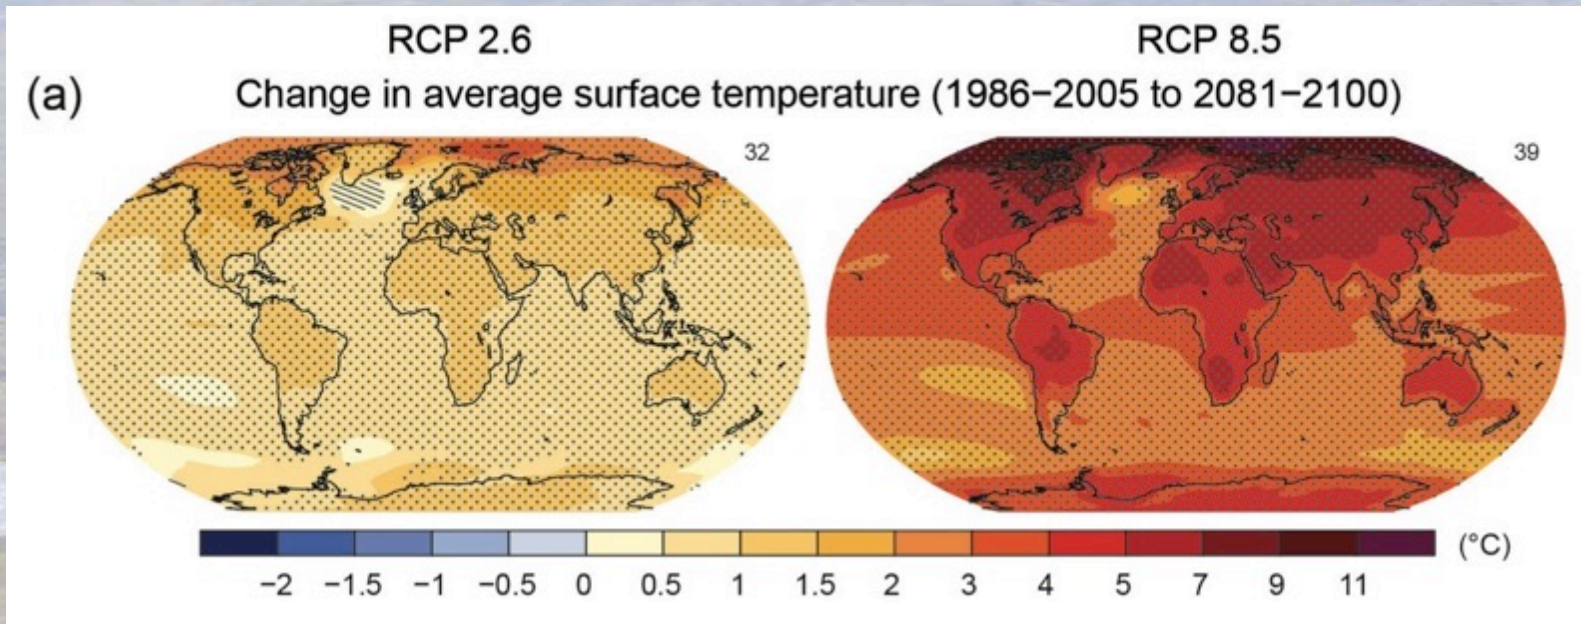 RCP 2.6 RCP 8.5
(a) Change in average surface temperature (1986−2005 to 2081−2100)
32 39
(°C)
−2 −1.5 −1 −0.5 0 0.5 1 1.5 2 3 4 5 7 9 11